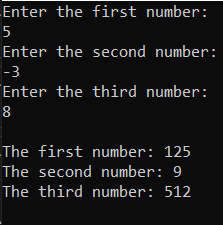 Enter the first number:
5
Enter the second number:
-3
Enter the third number:
8
The first number: 125
The second number: 9
The third number: 512